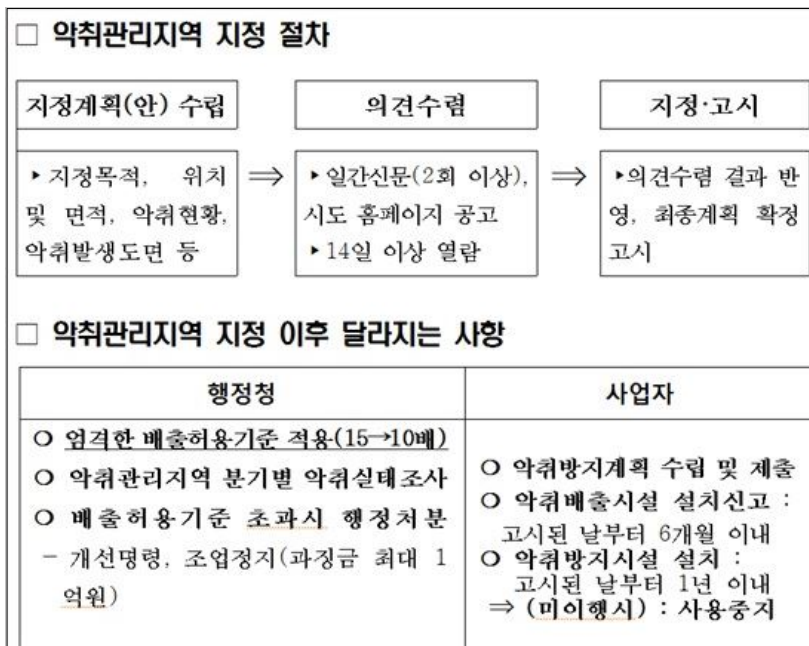 □ 악취관리지역 지정 절차
지정계획(안) 수립
의견수렴
지정·고시
▸지정목적, 위치
및 면적, 악취현황,
악취발생도면 등
⇒
▸일간신문(2회 이상),
시도 홈페이지 공고
▸14일 이상 열람
⇒
▸의견수렴 결과 반
영, 최종계획 확정
고시
□ 악취관리지역 지정 이후 달라지는 사항
행정청
사업자
○ 엄격한 배출허용기준 적용(15→10배)
○ 악취관리지역 분기별 악취실태조사
○ 배출허용기준 초과시 행정처분
- 개선명령, 조업정지(과징금 최대 1
억원)
○ 악취방지계획 수립 및 제출
○ 악취배출시설 설치신고 :
고시된 날부터 6개월 이내
○ 악취방지시설 설치 :
고시된 날부터 1년 이내
⇒ (미이행시) : 사용중지